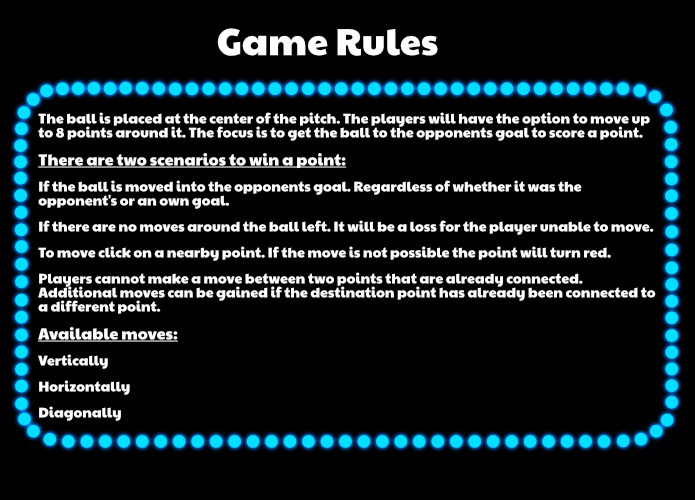 Game Rules
The ball is placed at the center of the pitch. The players will have the option to move up
to 8 points around it. The focus is to get the ball to the opponents goal to score a point.
There are two scenarios to win a point:
If the ball is moved into the opponents goal. Regardless of whether it was the
opponent's or an own goal.
If there are no moves around the ball left. It will be a loss for the player unable to move.
To move click on a nearby point. If the move is not possible the point will turn red.
Players cannot make a move between two points that are already connected.
Additional moves can be gained if the destination point has already been connected to
a different point.
Available moves:
Vertically
Horizontally
Diagonally